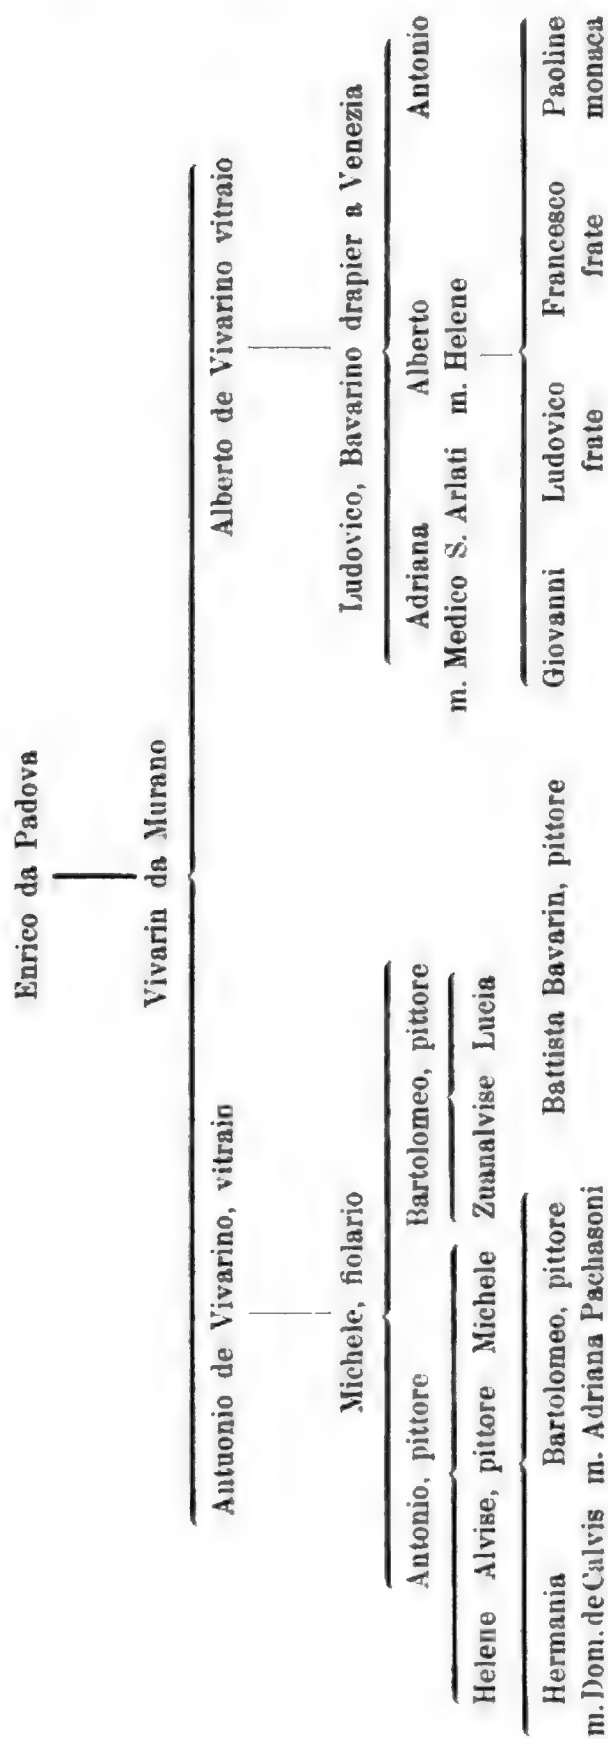 Enrico da Padova
Vivarin da Murano
Antuonio de Vivarino, vitraio
Alberto de Vivarino vitraio
Michele, fiolario
Ludovico, Bavarino drapier a Venezia
Antonio, pittore
Bartolomeo, pittore
Adriana
Alberto
Antonio
m. Medico S. Arlati
m. Helene
Helene
Alvise, pittore
Michele
Zuanalvise
Lucia
Hermania
Bartolomeo, pittore
Battista Bavarin, pittore
Giovanni
Ludovico
Francesco
Paoline
m. Dom. de Calvis
m. Adriana Pachasoni
frate
frate
monaca